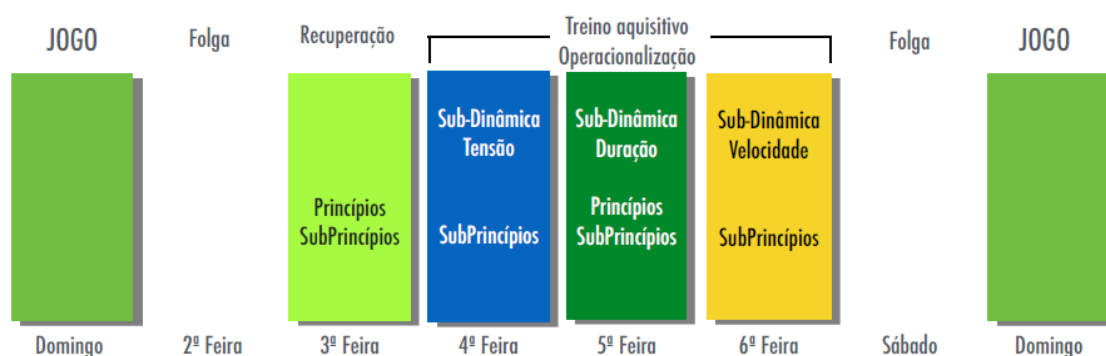 JOGO
Folga
Recuperação
Treino aquisitivo
Operacionalização
Folga
JOGO
Princípios
SubPrincípios
Sub-Dinâmica
Tensão
SubPrincípios
Sub-Dinâmica
Duração
Princípios
SubPrincípios
Sub-Dinâmica
Velocidade
SubPrincípios
Domingo
2ª Feira
3ª Feira
4ª Feira
5ª Feira
6ª Feira
Sábado
Domingo